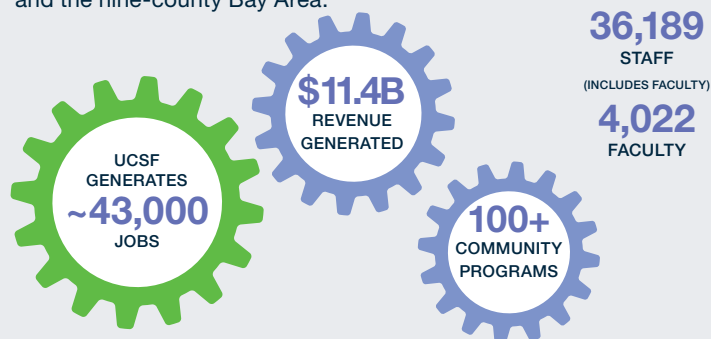 and the nine-county Bay Area.
36,189
STAFF
(INCLUDES FACULTY)
4,022
FACULTY
$11.4B
REVENUE
GENERATED
UCSF
GENERATES
~43,000
JOBS
100+
COMMUNITY
PROGRAMS